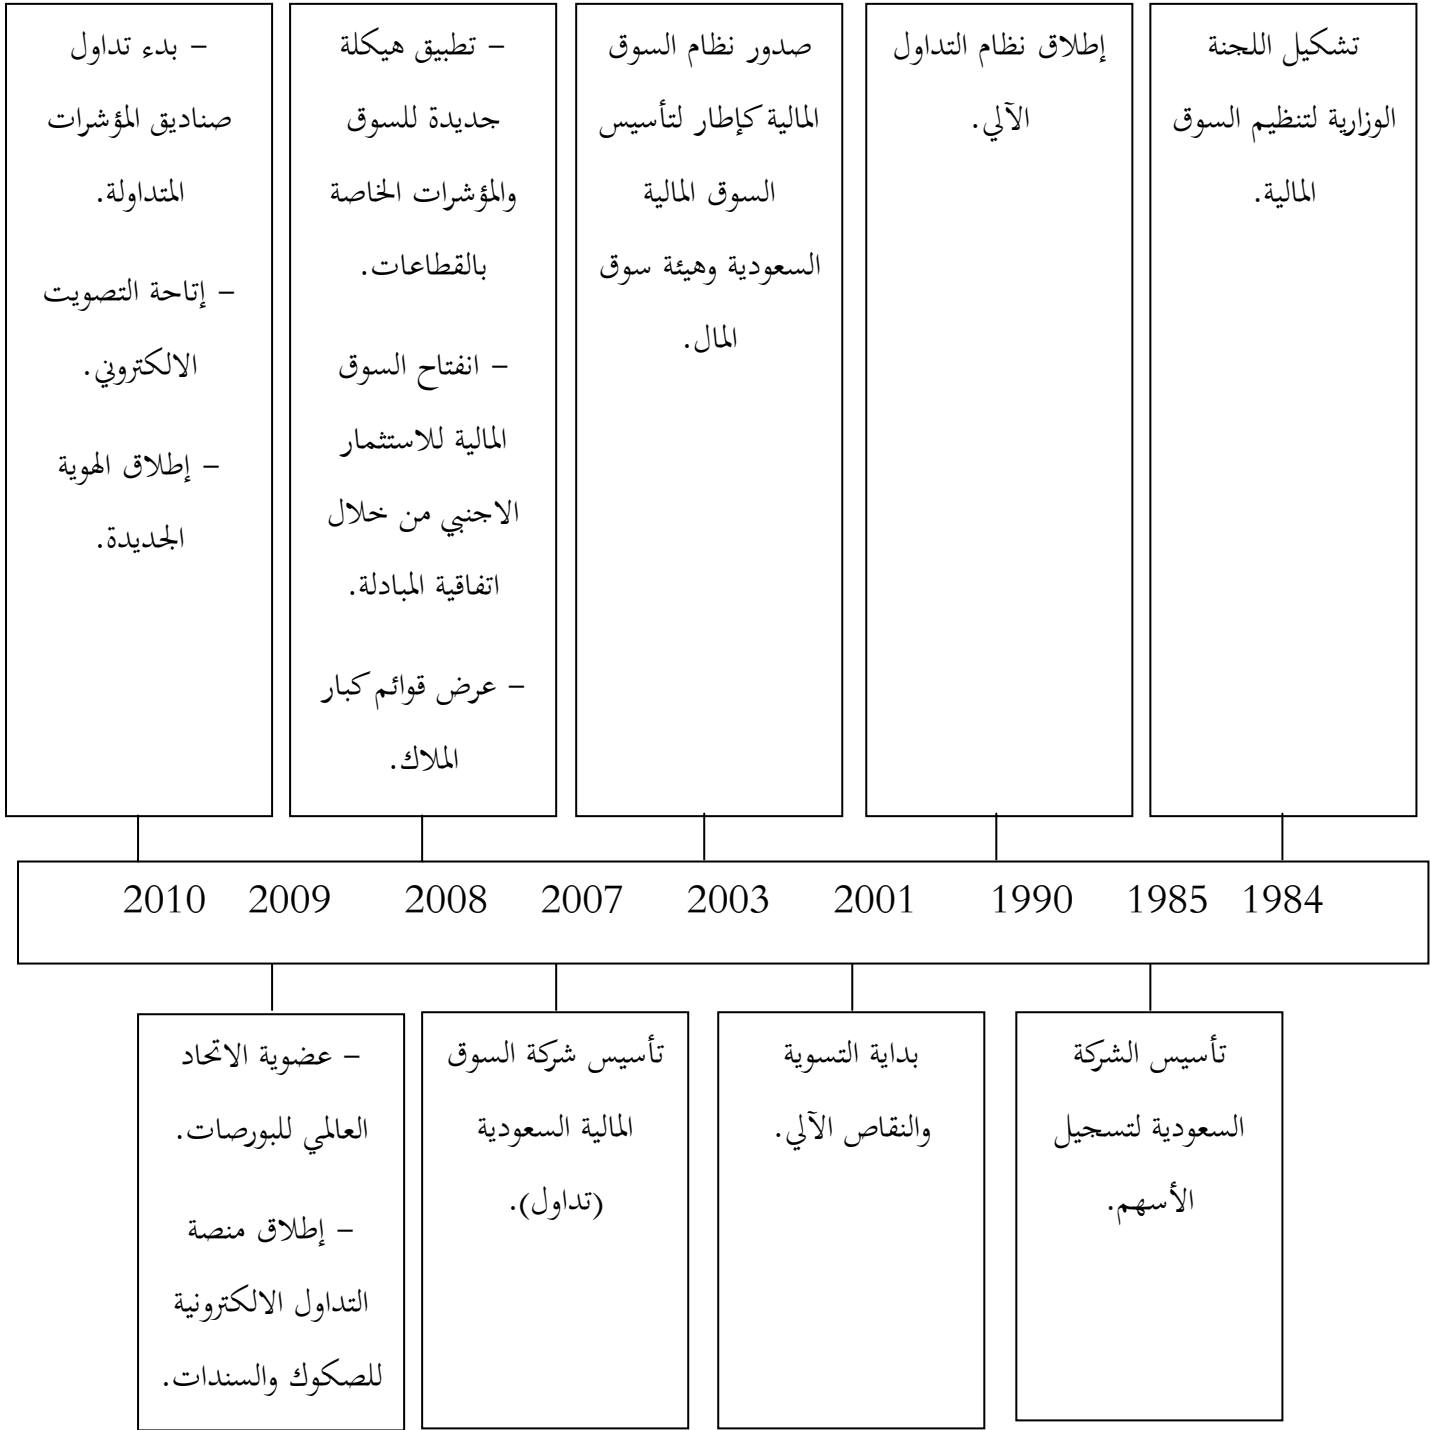 تشكيل اللجنة
الوزارية لتنظيم السوق
المالية.
إطلاق نظام التداول
الآلي.
صدور نظام السوق
المالية كإطار لتأسيس
السوق المالية
السعودية وهيئة سوق
المال.
– تطبيق هيكلة
جديدة للسوق
والمؤشرات الخاصة
بالقطاعات.
– انفتاح السوق
المالية للاستثمار
الاجنبي من خلال
اتفاقية المبادلة.
– عرض قوائم كبار
الملاك.
– بدء تداول
صناديق المؤشرات
المتداولة.
– إتاحة التصويت
الالكتروني.
– إطلاق الهوية
الجديدة.
1984 1985 1990 2001 2003 2007 2008 2009 2010
تأسيس الشركة
السعودية لتسجيل
الأسهم.
بداية التسوية
والنقاص الآلي.
تأسيس شركة السوق
المالية السعودية
(تداول).
– عضوية الاتحاد
العالمي للبورصات.
– إطلاق منصة
التداول الالكترونية
للصكوك والسندات.